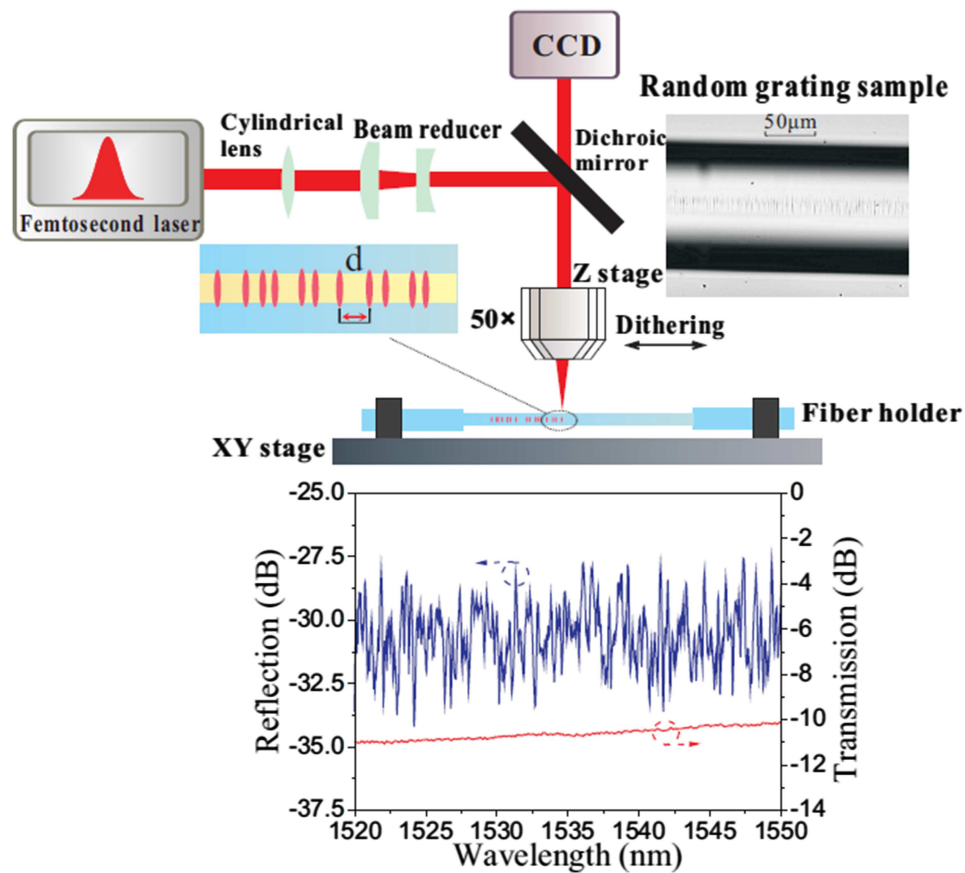 CCD
Random grating sample
50μm
Cylindrical
lens
Beam reducer
Dichroic
mirror
Femtosecond laser
d
Z stage
50×
Dithering
Fiber holder
XY stage
-25.0
-27.5
-30.0
-32.5
-35.0
-37.5
Reflection (dB)
0
-2
-4
-6
-8
-10
-12
-14
Transmission (dB)
1520 1525 1530 1535 1540 1545 1550
Wavelength (nm)